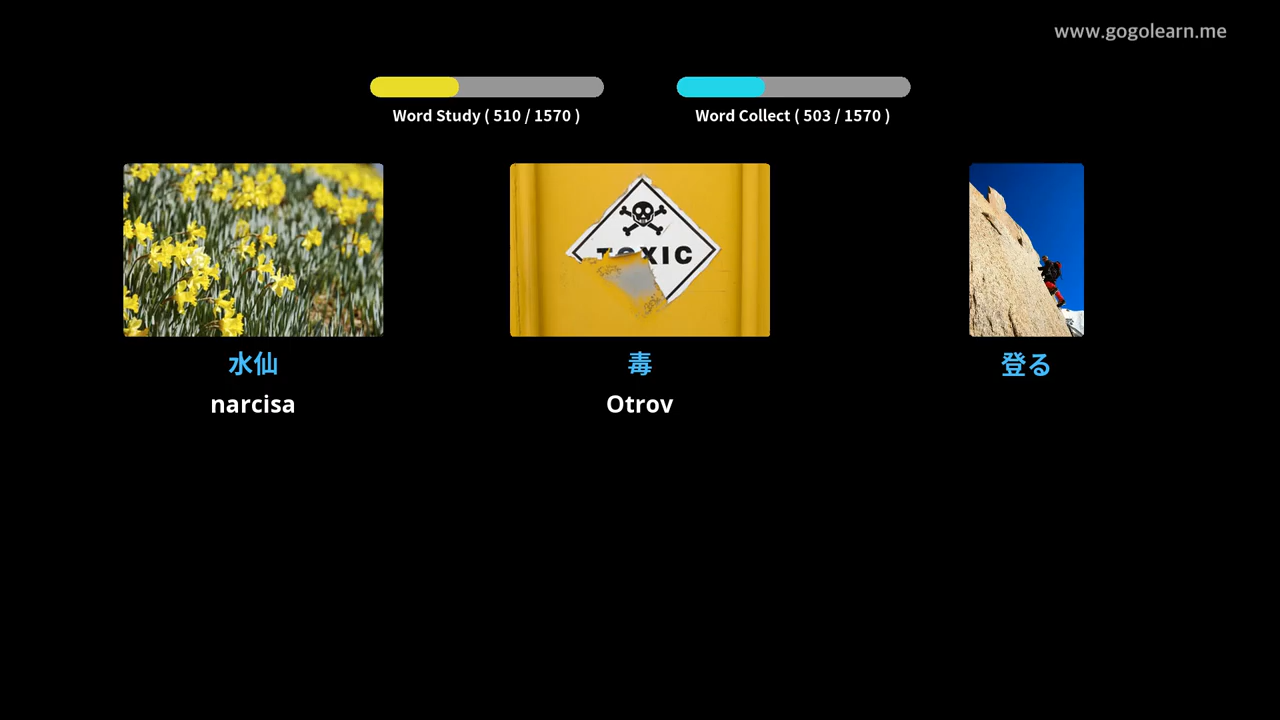 www.gogolearn.me
Word Study ( 510 / 1570 )
Word Collect ( 503 / 1570 )
TOXIC
水仙
毒
登る
narcisa
Otrov